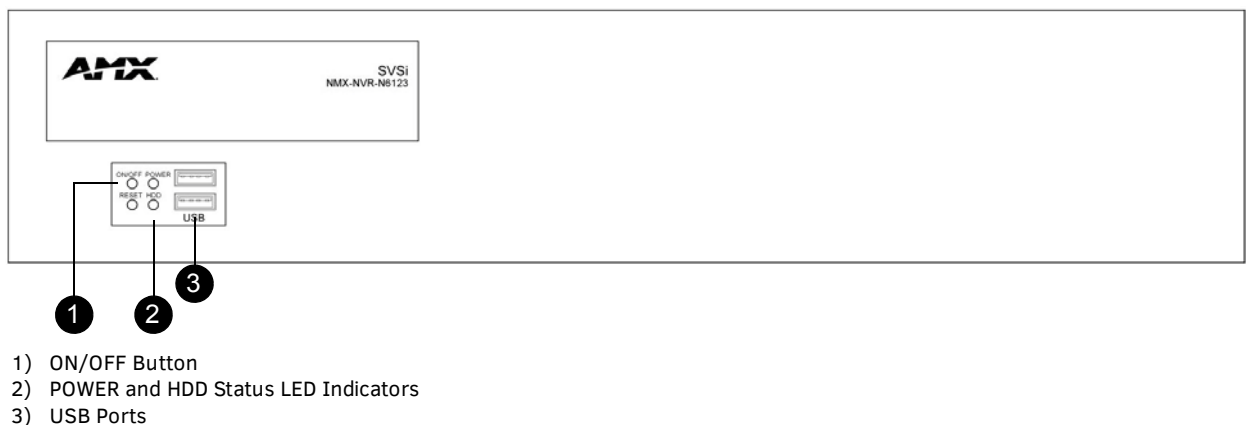 AMX
SVSi
NMX-NVR-N6123
ON/OFF POWER
RESET HDD
USB
1 2 3
1) ON/OFF Button
2) POWER and HDD Status LED Indicators
3) USB Ports